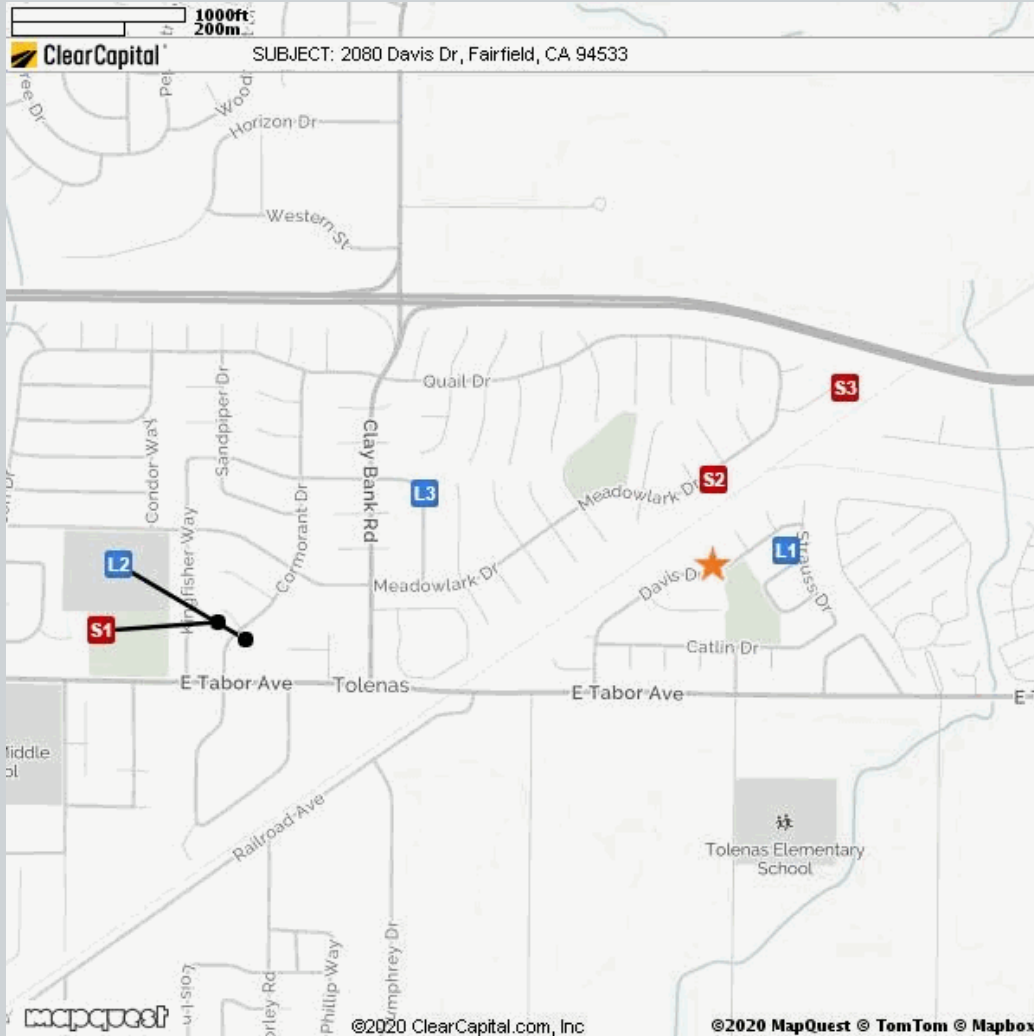 1000ft
200m
ClearCapital
SUBJECT: 2080 Davis Dr, Fairfield, CA 94533
Horizon Dr
Western St
Quail Dr
S3
Sandpiper Dr
Condor Way
Clay Bank Rd
S2
L3
Meadowlark Dr
Cormorant Dr
Kingfisher Way
L2
L1
Strauss Dr
Davis Dr
Meadowlark Dr
S1
Catlin Dr
E Tabor Ave
Tolenas
E Tabor Ave
Railroad Ave
Tolenas Elementary
School
Phillip Way
mapquest
©2020 ClearCapital.com, Inc
©2020 MapQuest © TomTom © Mapbox